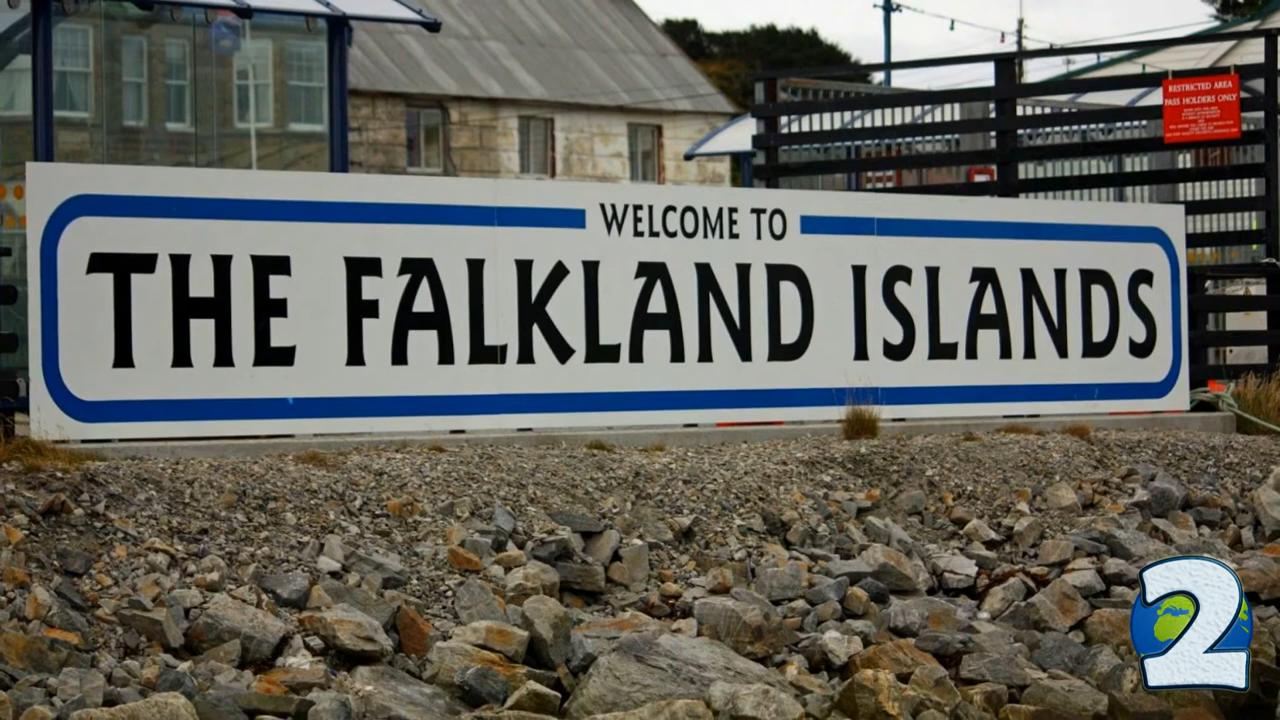 RESTRICTED AREA
PASS HOLDERS ONLY
WELCOME TO
THE FALKLAND ISLANDS
2